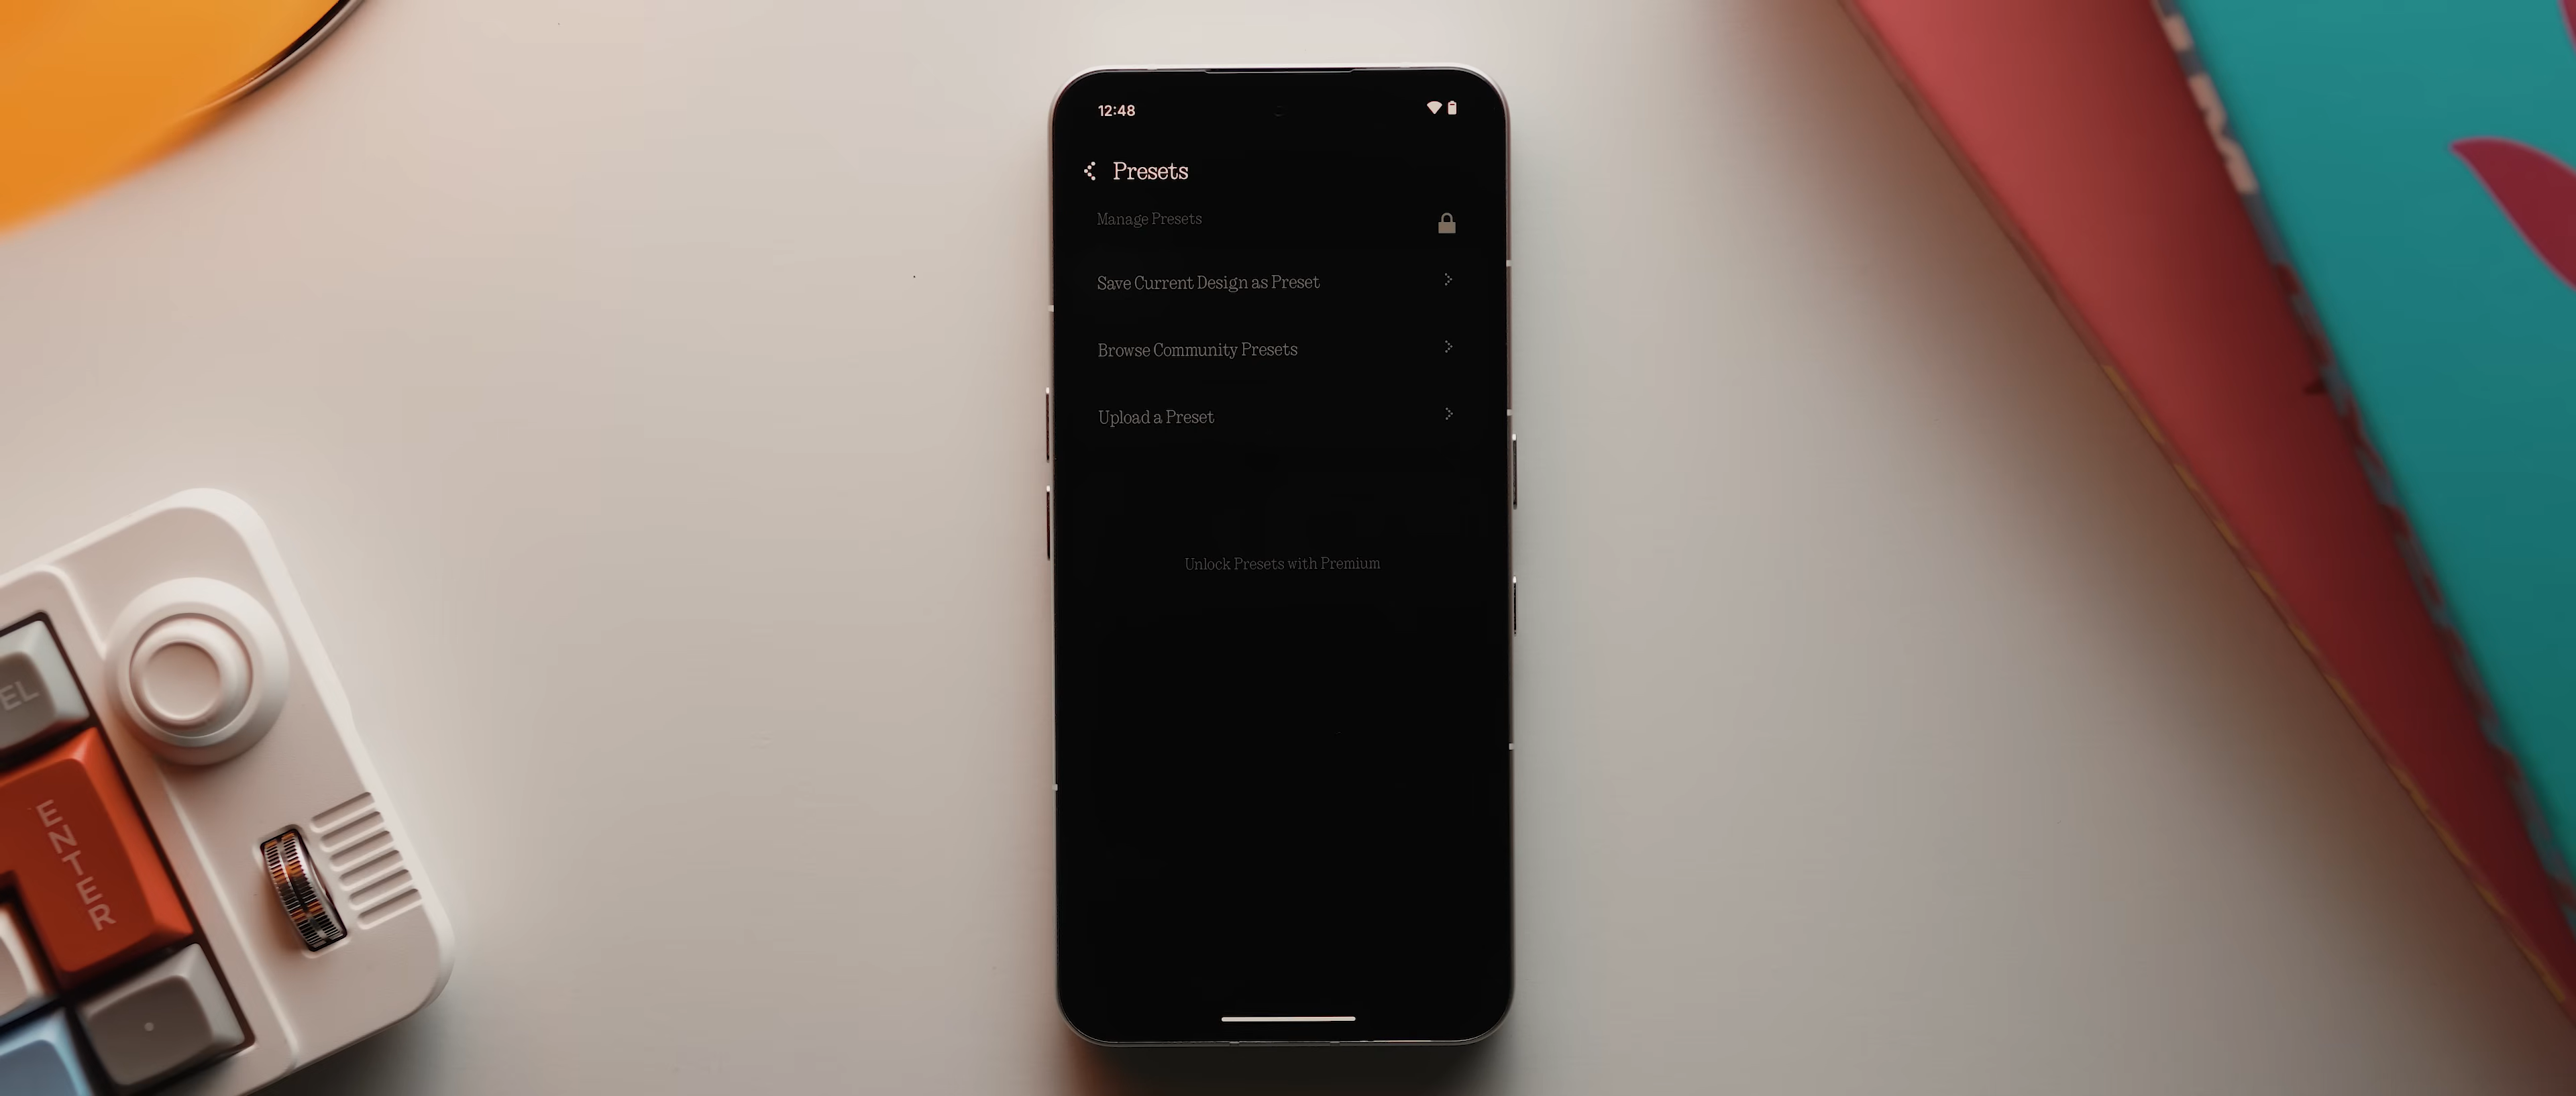 12:48
Presets
Manage Presets
Save Current Design as Preset
Browse Community Presets
Upload a Preset
Unlock Presets with Premium
EL
ENTER